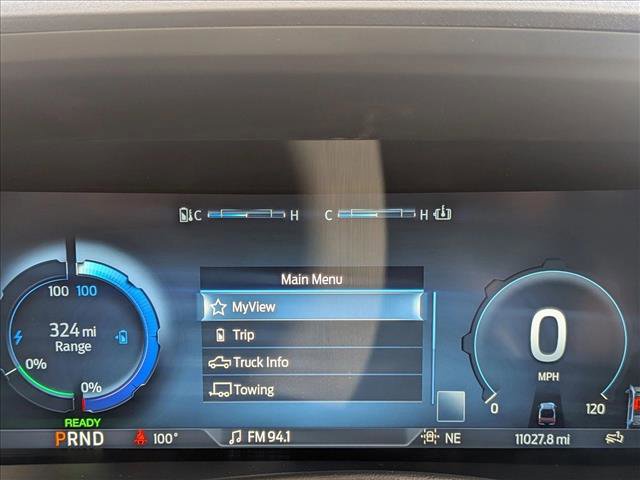 C H C H
Main Menu
MyView
Trip
Truck Info
Towing
100 100
324 mi
Range
0%
0%
READY
PRND
100°
FM 94.1
0
MPH
0 120
NE
11027.8 mi